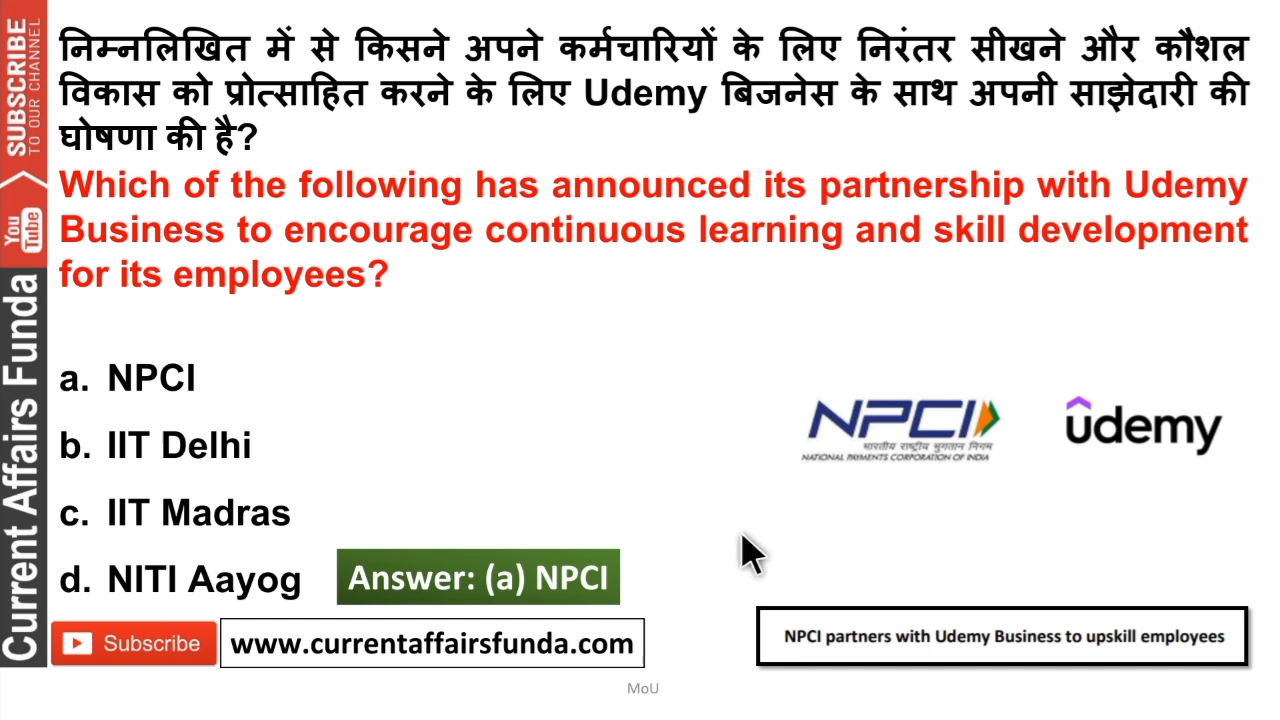 निम्नलिखित में से किसने अपने कर्मचारियों के लिए निरंतर सीखने और कौशल
विकास को प्रोत्साहित करने के लिए Udemy बिजनेस के साथ अपनी साझेदारी की
घोषणा की है?
Which of the following has announced its partnership with Udemy
Business to encourage continuous learning and skill development
for its employees?
a. NPCI
b. IIT Delhi
c. IIT Madras
d. NITI Aayog
Answer: (a) NPCI
NPCI
भारतीय राष्ट्रीय भुगतान निगम
NATIONAL PAYMENTS CORPORATION OF INDIA
udemy
Subscribe
www.currentaffairsfunda.com
NPCI partners with Udemy Business to upskill employees
MoU
SUBSCRIBE
TO OUR CHANNEL
You
Tube
Current Affairs Funda